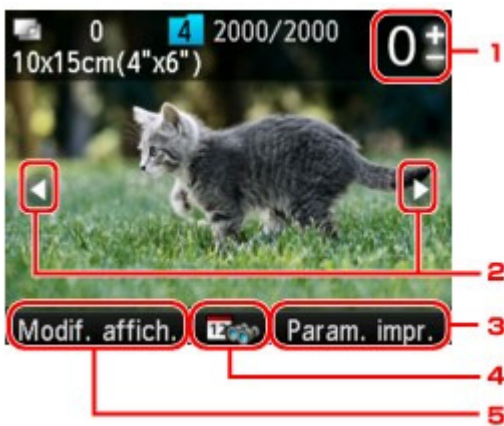 0 4 2000/2000
10x15cm(4"x6")
0 + −
1
2
Modif. affich. 12 Param. impr.
3
4
5